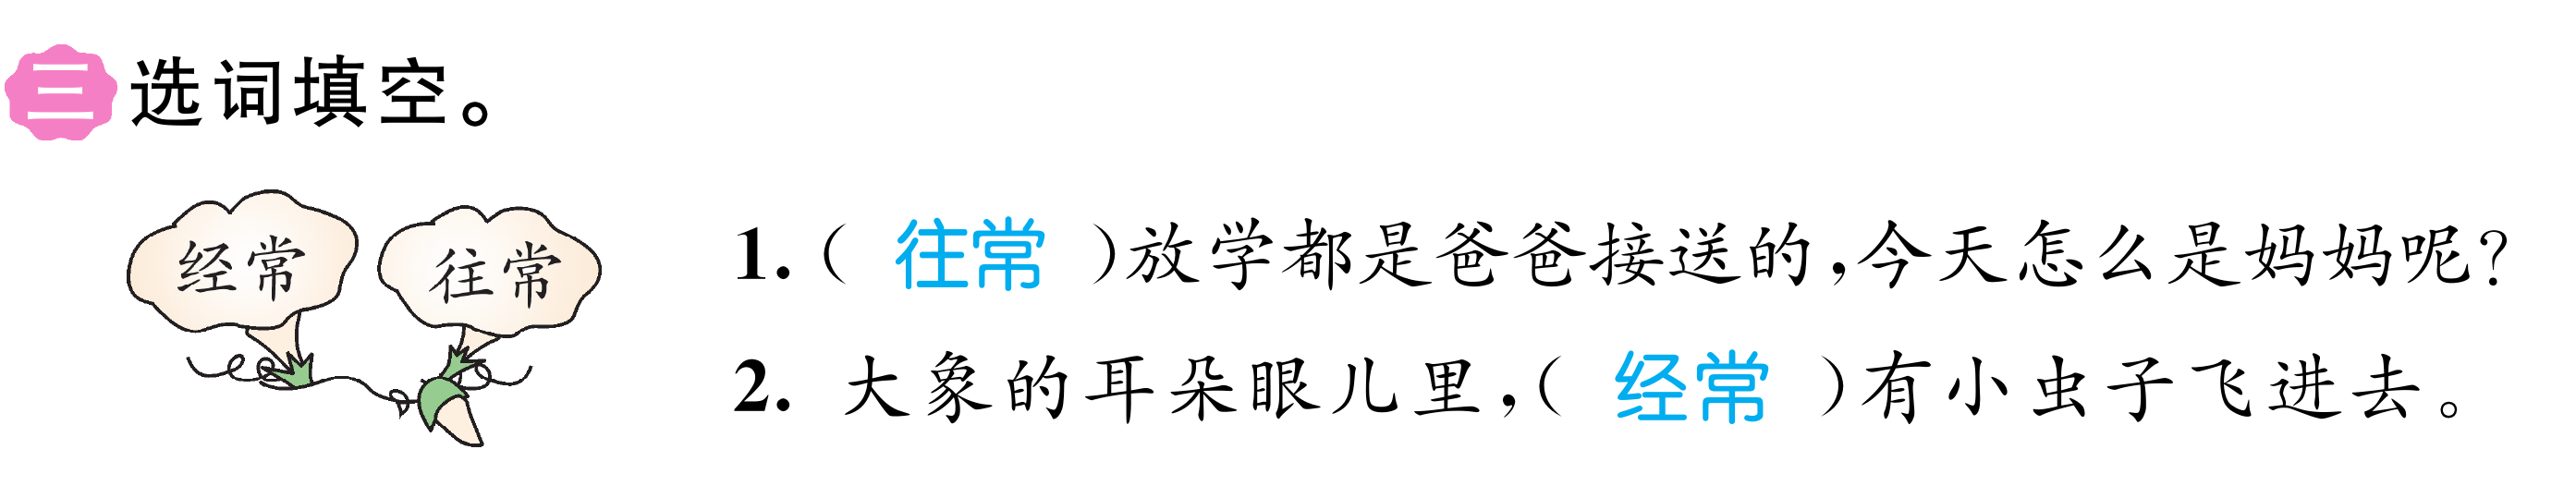 三 选词填空。
经常 往常
1. ( 往常 )放学都是爸爸接送的,今天怎么是妈妈呢?
2. 大象的耳朵眼儿里,( 经常 )有小虫子飞进去。